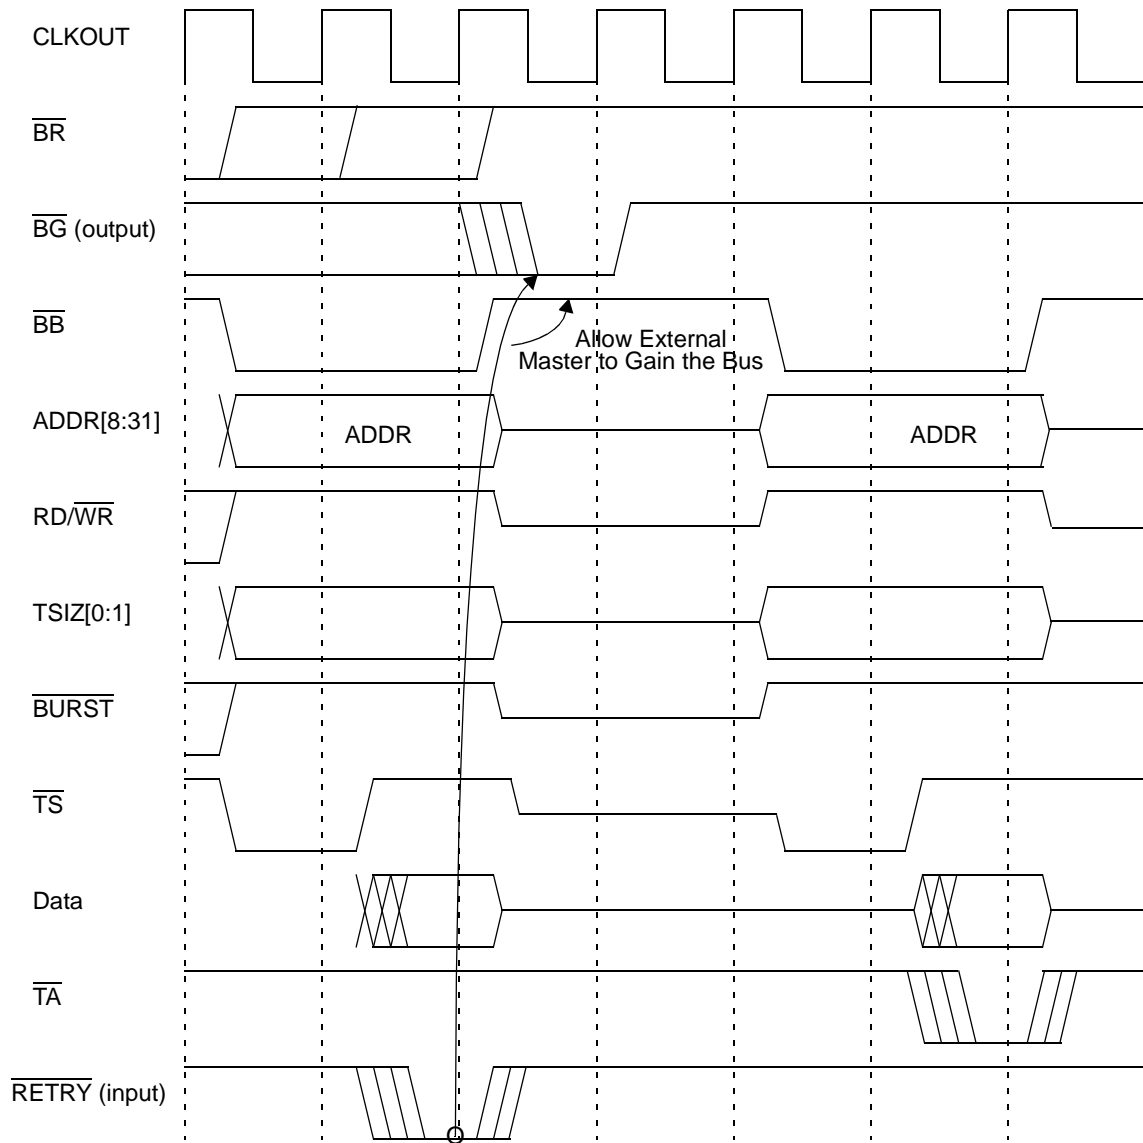 CLKOUT
BR
BG (output)
BB
Allow External
Master to Gain the Bus
ADDR[8:31]
ADDR
ADDR
RD/WR
TSIZ[0:1]
BURST
TS
Data
TA
RETRY (input)